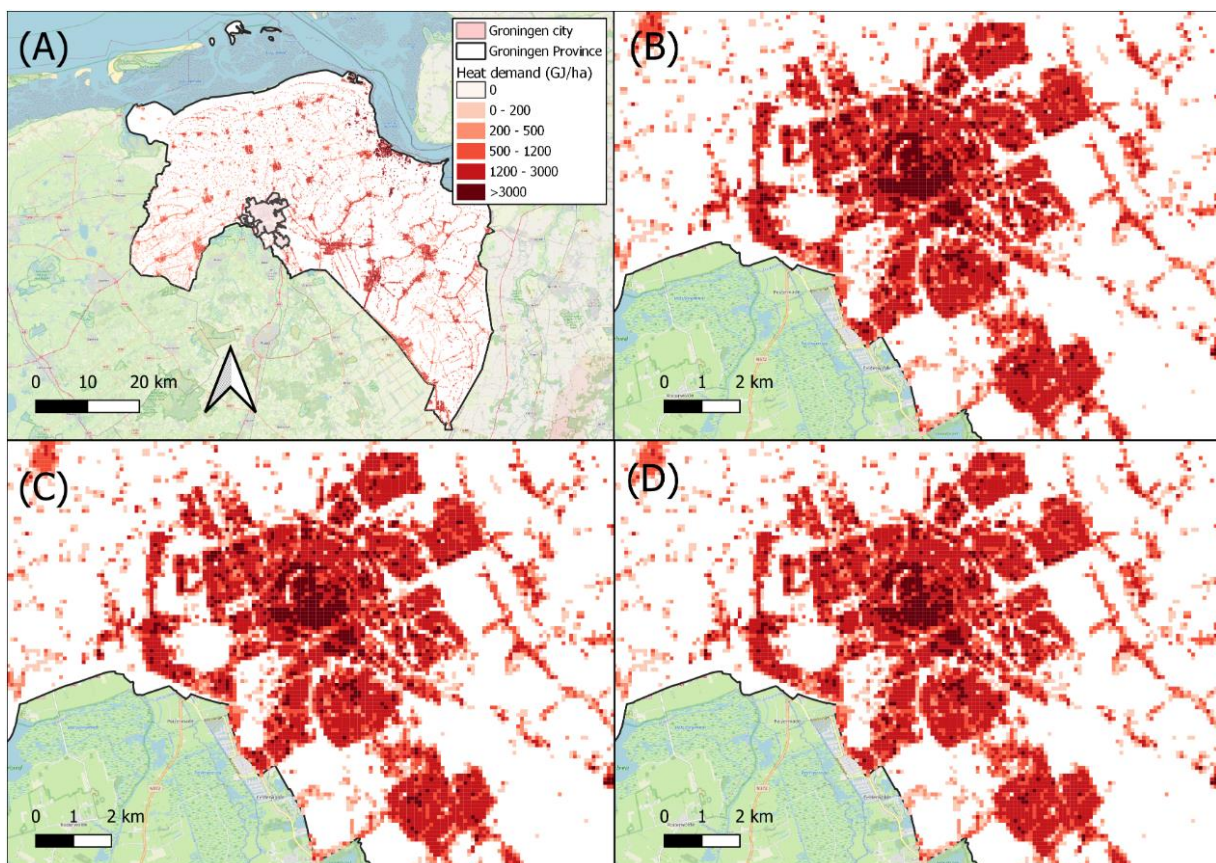 (A)
Groningen city
Groningen Province
Heat demand (GJ/ha)
0
0 - 200
200 - 500
500 - 1200
1200 - 3000
>3000
0 10 20 km
(B)
0 1 2 km
(C)
0 1 2 km
(D)
0 1 2 km